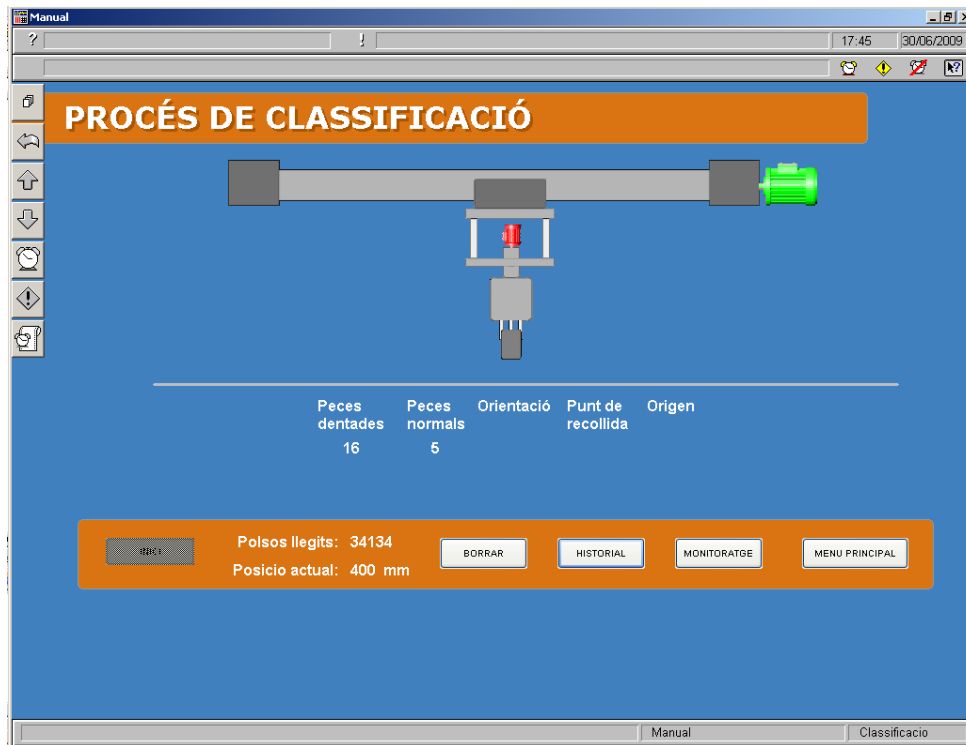 Manual
17:45 30/06/2009
PROCÉS DE CLASSIFICACIÓ
Peces dentades
Peces normals
Orientació
Punt de recollida
Origen
16 5
Polsos llegits: 34134
Posicio actual: 400 mm
BORRAR HISTORIAL MONITORATGE MENU PRINCIPAL
Manual Classificacio